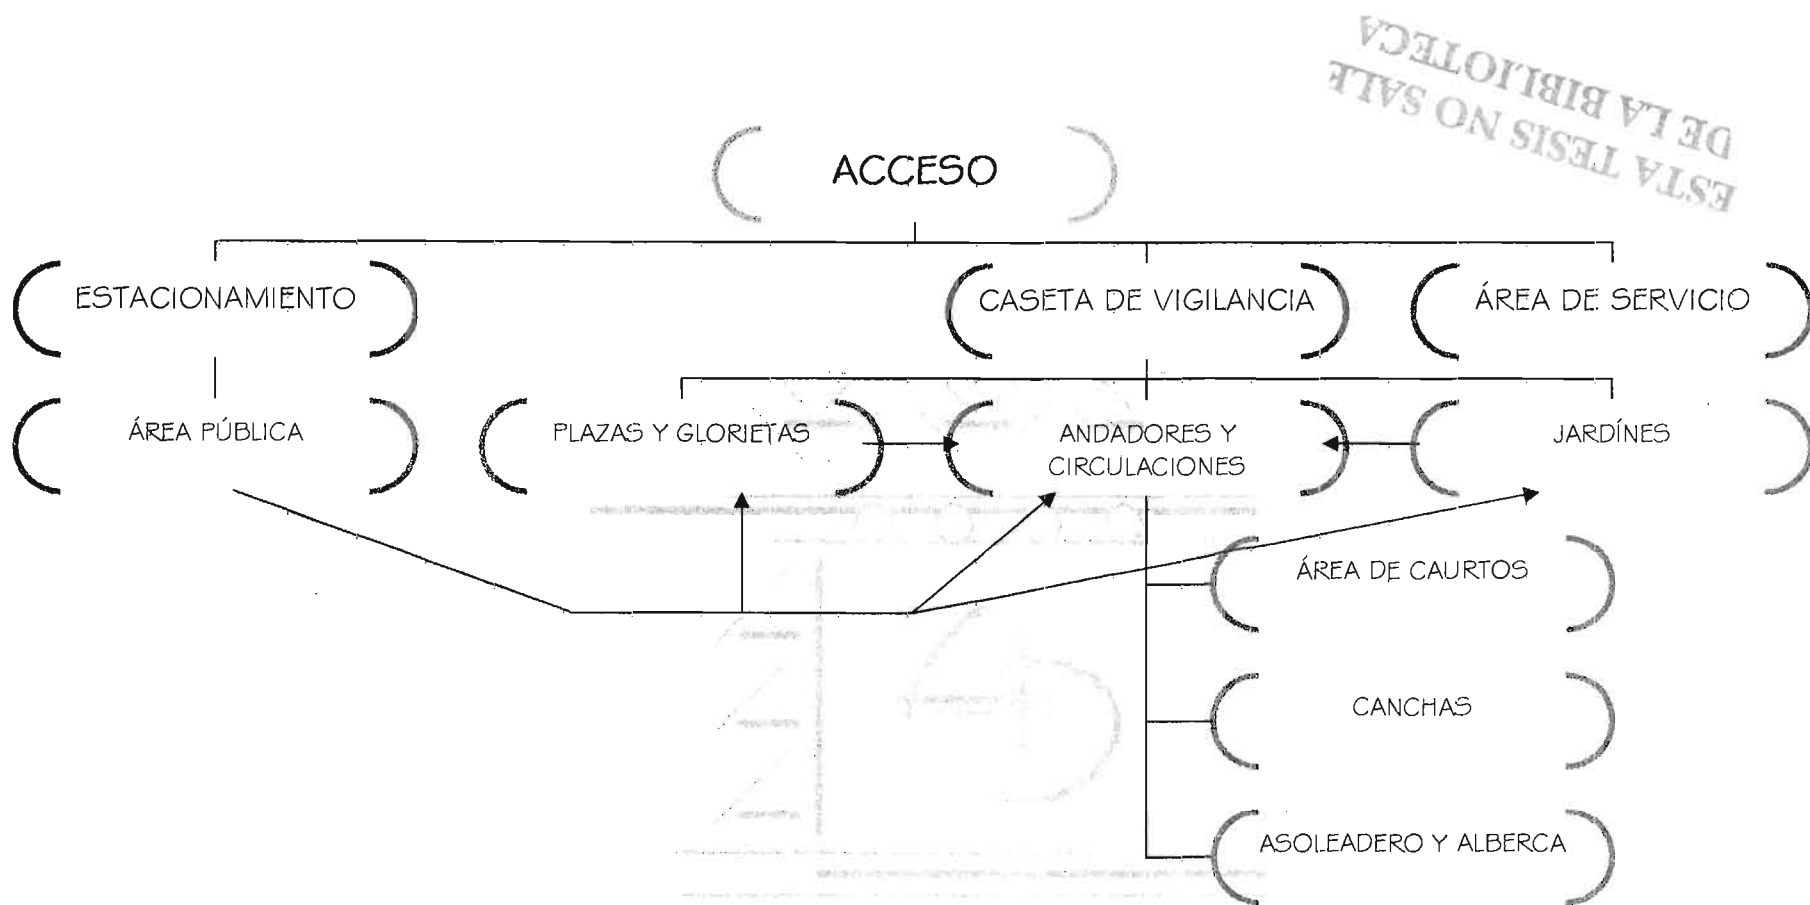 ESTA TESIS NO SALE
DE LA BIBLIOTECA
ACCESO
ESTACIONAMIENTO
CASETA DE VIGILANCIA
ÁREA DE SERVICIO
ÁREA PÚBLICA
PLAZAS Y GLORIETAS
ANDADORES Y
CIRCULACIONES
JARDÍNES
ÁREA DE CAURTOS
CANCHAS
ASOLEADERO Y ALBERCA